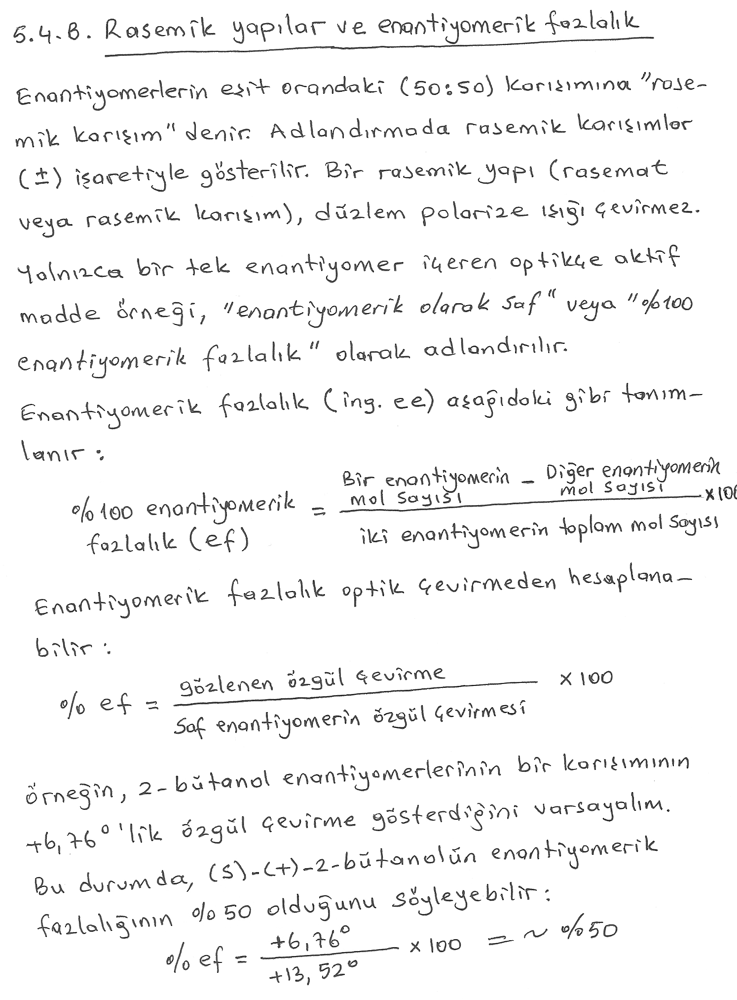 5.4.B. Rasemik yapılar ve enantiyomerik fazlalık
Enantiyomerlerin eşit orandaki (50:50) karışımına "rase-
mik karışım" denir. Adlandırmada rasemik karışımlar
(±) işaretiyle gösterilir. Bir rasemik yapı (rasemat
veya rasemik karışım), düzlem polarize ışığı çevirmez.
Yalnızca bir tek enantiyomer içeren optikçe aktif
madde örneği, "enantiyomerik olarak saf" veya "%100
enantiyomerik fazlalık" olarak adlandırılır.
Enantiyomerik fazlalık (ing. ee) aşağıdaki gibi tanım-
lanır:
Bir enantiyomerin - Diğer enantiyomerin
mol sayısı mol sayısı
%100 enantiyomerik = x100
fazlalık (ef) iki enantiyomerin toplam mol sayısı
Enantiyomerik fazlalık optik çevirmeden hesaplana-
bilir:
gözlenen özgül çevirme x 100
% ef =
Saf enantiyomerin özgül çevirmesi
örneğin, 2-bütanol enantiyomerlerinin bir karışımının
+6,76°'lik özgül çevirme gösterdiğini varsayalım.
Bu durumda, (S)-(+)-2-bütanolün enantiyomerik
fazlalığının %50 olduğunu söyleyebilir:
+6,76°
% ef = x 100 = ~ %50
+13,52°